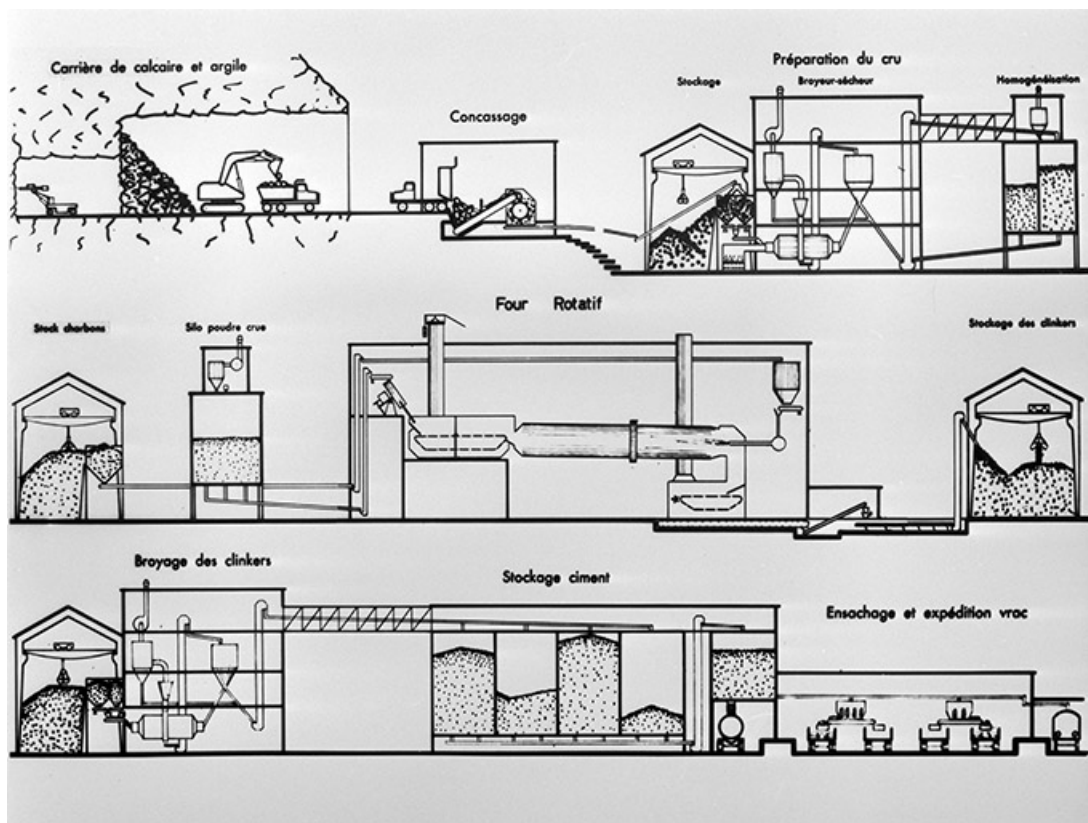 Carrière de calcaire et argile
Concassage
Préparation du cru
Stockage
Broyeur-sécheur
Homogénéisation
Four Rotatif
Stock charbons
Silo poudre crue
Stockage des clinkers
Broyage des clinkers
Stockage ciment
Ensachage et expédition vrac